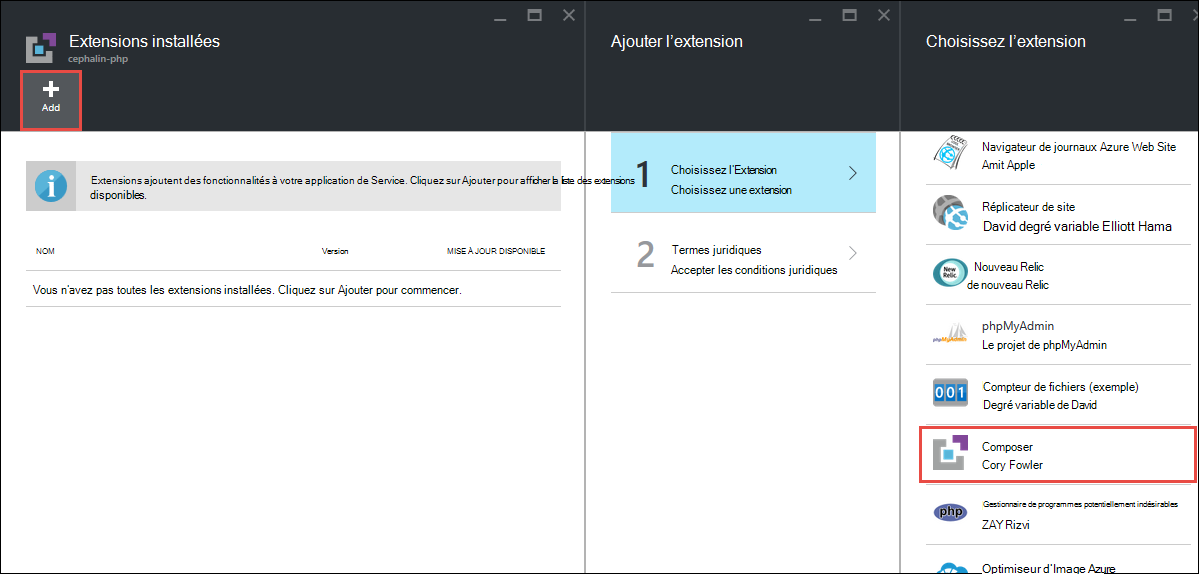 Extensions installées
cephalin-php
Add
Extensions ajoutent des fonctionnalités à votre application de Service. Cliquez sur Ajouter pour afficher la liste des extensions
disponibles.
NOM Version MISE À JOUR DISPONIBLE
Vous n'avez pas toutes les extensions installées. Cliquez sur Ajouter pour commencer.
Ajouter l'extension
1
Choisissez l'Extension
Choisissez une extension
2
Termes juridiques
Accepter les conditions juridiques
Choisissez l'extension
Navigateur de journaux Azure Web Site
Amit Apple
Réplicateur de site
David degré variable Elliott Hama
New
Relic
Nouveau Relic
de nouveau Relic
phpMyAdmin
phpMyAdmin
Le projet de phpMyAdmin
001
Compteur de fichiers (exemple)
Degré variable de David
Composer
Cory Fowler
php
Gestionnaire de programmes potentiellement indésirables
ZAY Rizvi
Optimiseur d'Image Azure